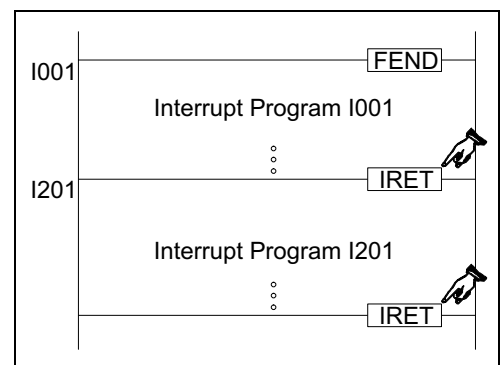 FEND
I001
Interrupt Program I001
IRET
I201
Interrupt Program I201
IRET